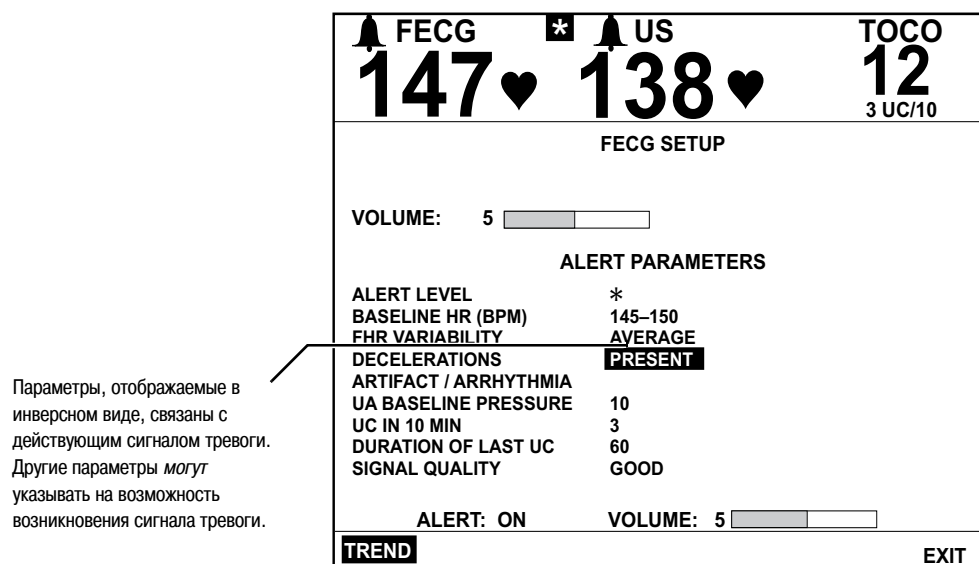 FECG * US TOCO
147 ♥ 138 ♥ 12
3 UC/10
FECG SETUP
VOLUME: 5
ALERT PARAMETERS
ALERT LEVEL *
BASELINE HR (BPM) 145–150
FHR VARIABILITY AVERAGE
DECELERATIONS PRESENT
ARTIFACT / ARRHYTHMIA
UA BASELINE PRESSURE 10
UC IN 10 MIN 3
DURATION OF LAST UC 60
SIGNAL QUALITY GOOD
ALERT: ON VOLUME: 5
TREND EXIT
Параметры, отображаемые в
инверсном виде, связаны с
действующим сигналом тревоги.
Другие параметры могут
указывать на возможность
возникновения сигнала тревоги.